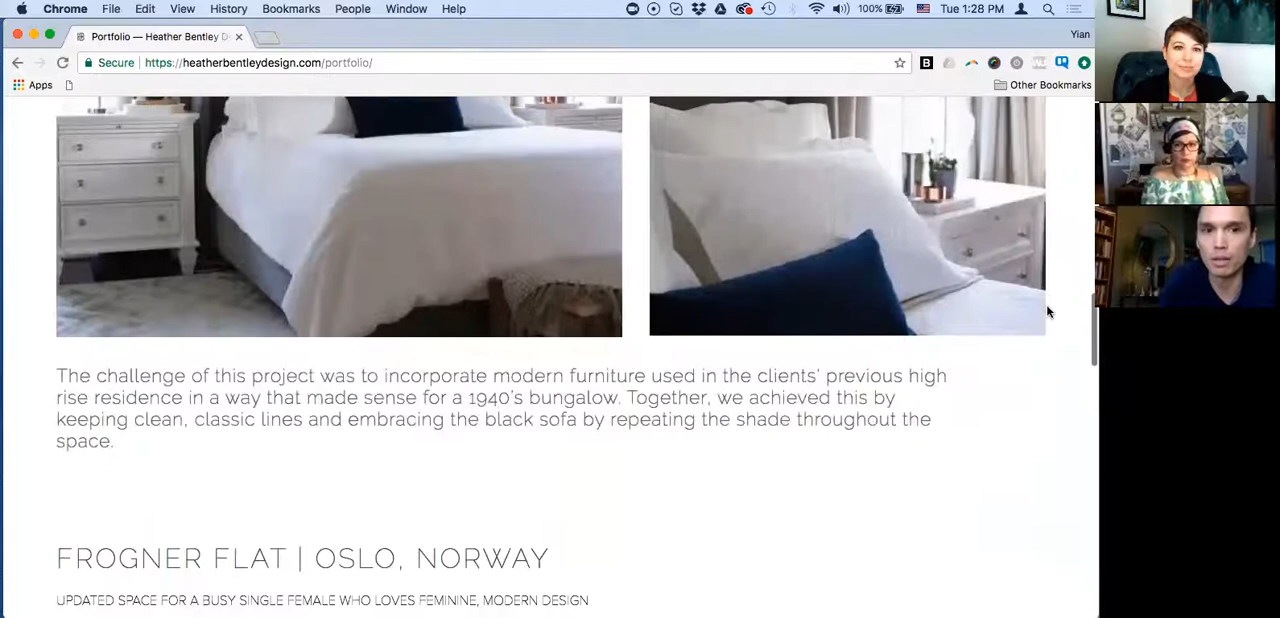 Chrome File Edit View History Bookmarks People Window Help 100% Tue 1:28 PM
Portfolio — Heather Bentley D Yian
Secure https://heatherbentleydesign.com/portfolio/
Apps Other Bookmarks
The challenge of this project was to incorporate modern furniture used in the clients' previous high
rise residence in a way that made sense for a 1940's bungalow. Together, we achieved this by
keeping clean, classic lines and embracing the black sofa by repeating the shade throughout the
space.
FROGNER FLAT | OSLO, NORWAY
UPDATED SPACE FOR A BUSY SINGLE FEMALE WHO LOVES FEMININE, MODERN DESIGN